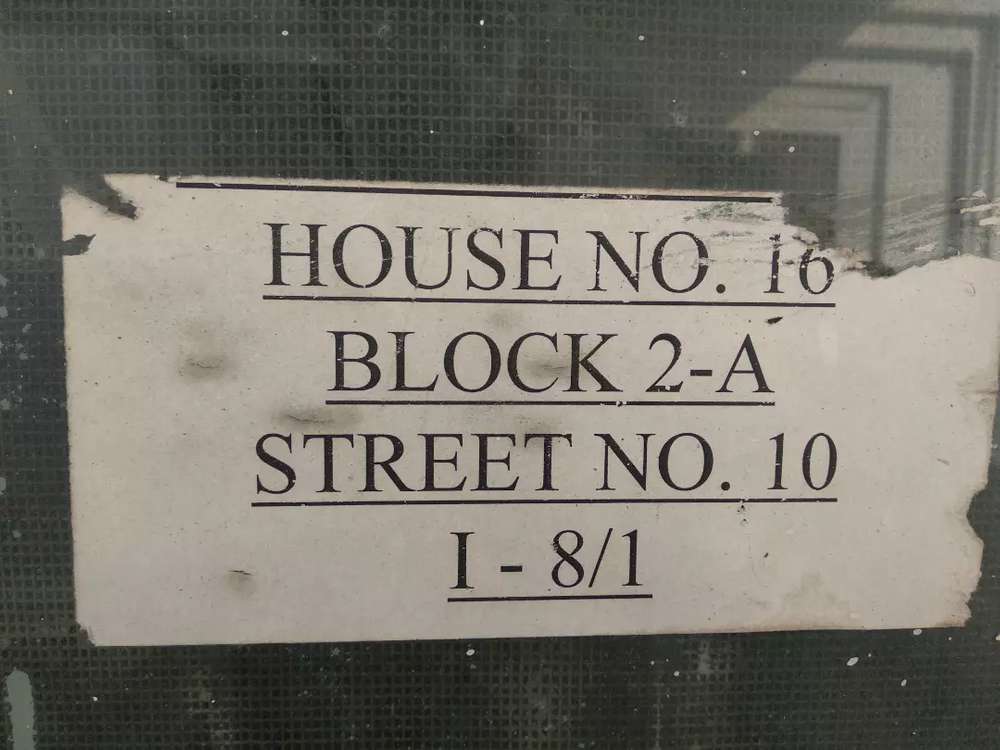 HOUSE NO. 16
BLOCK 2-A
STREET NO. 10
I - 8/1